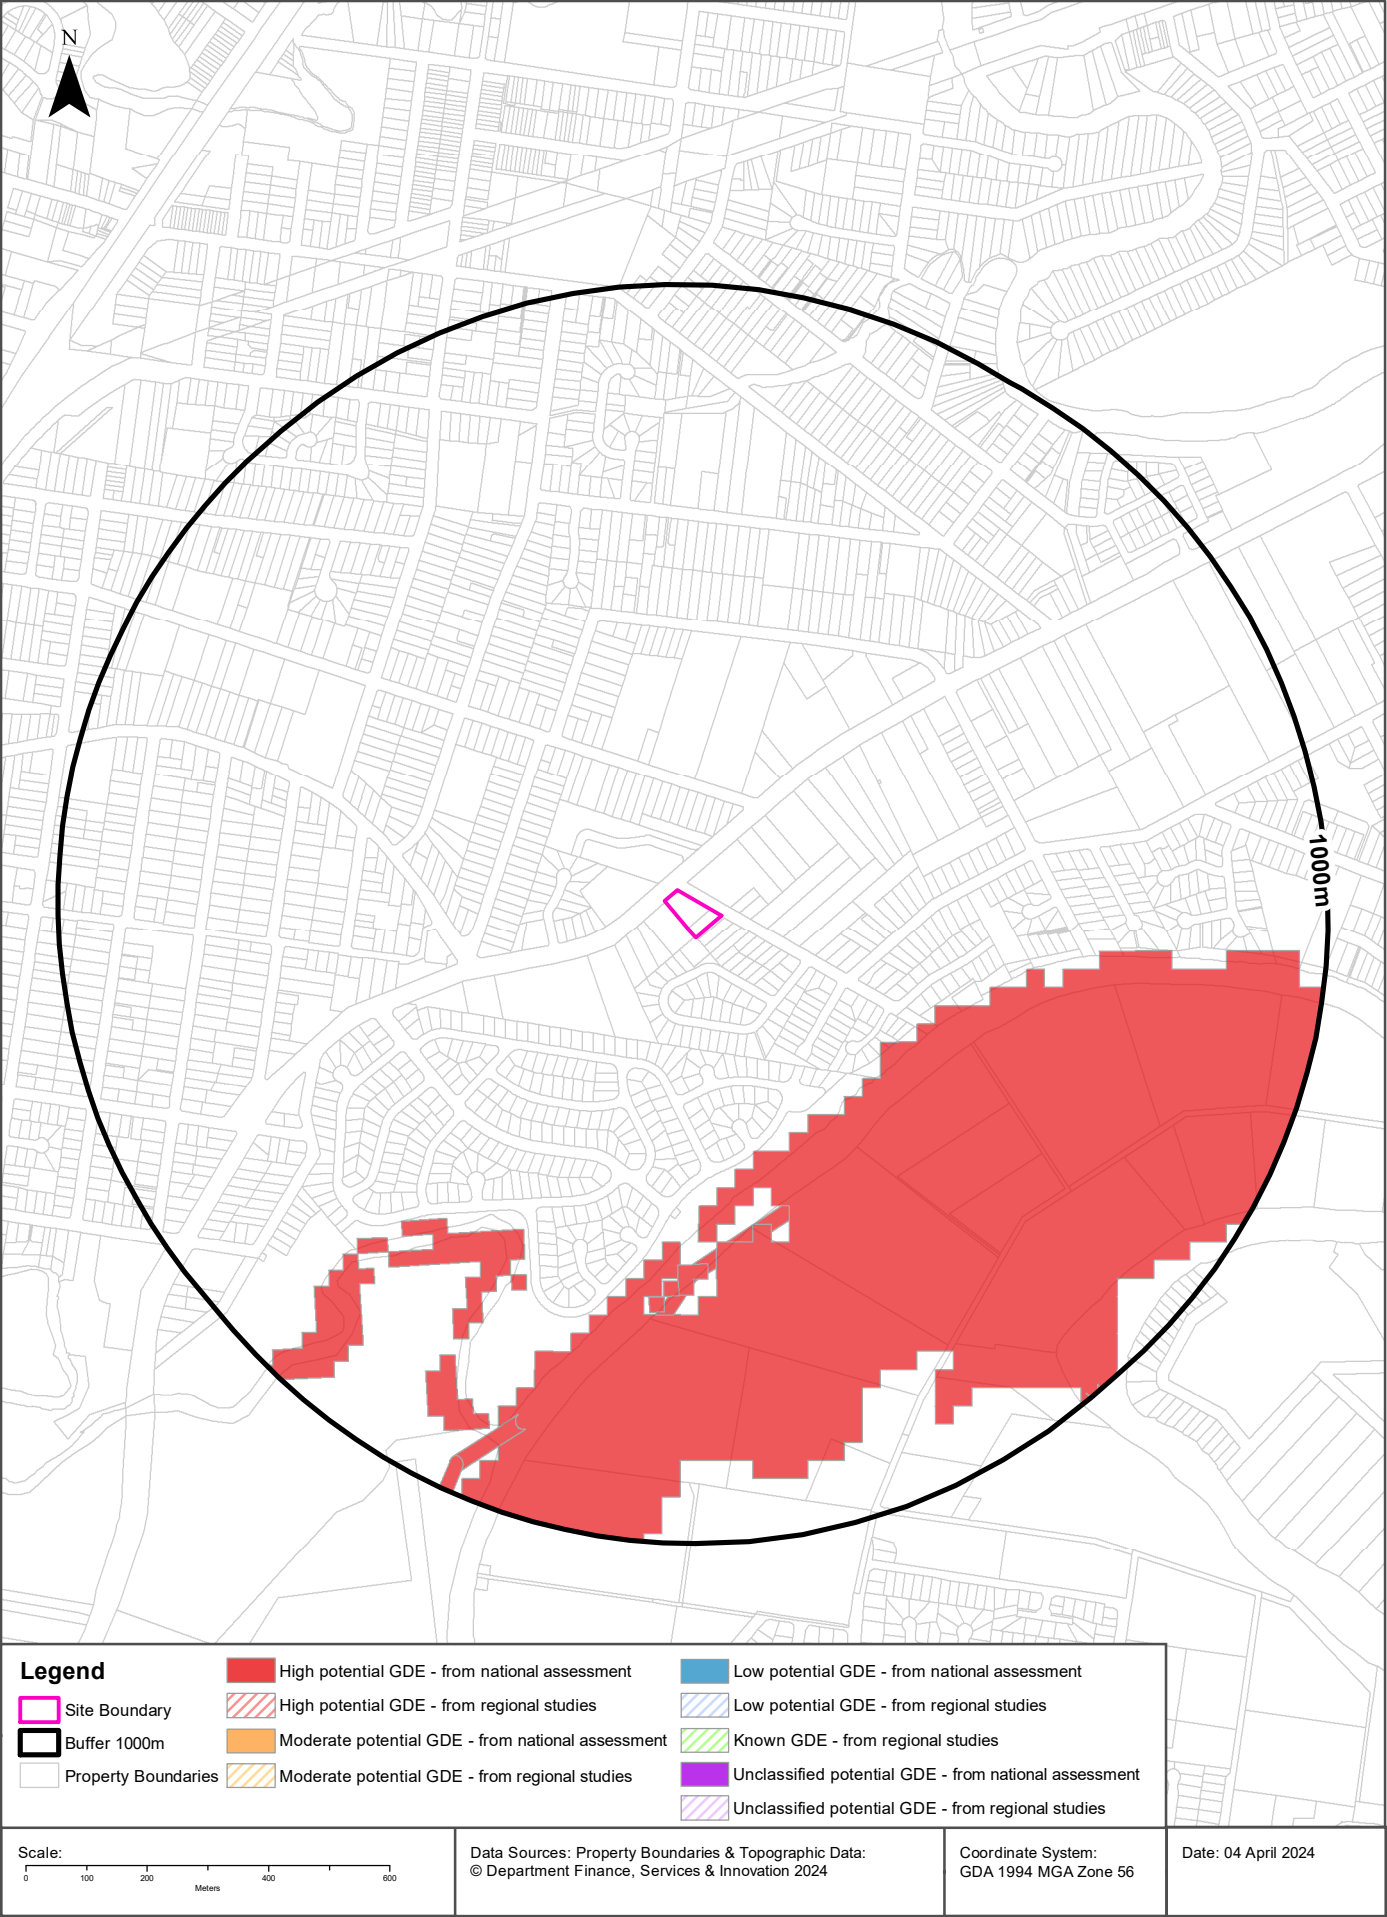 N
1000m
Legend
Site Boundary
Buffer 1000m
Property Boundaries
High potential GDE - from national assessment
High potential GDE - from regional studies
Moderate potential GDE - from national assessment
Moderate potential GDE - from regional studies
Low potential GDE - from national assessment
Low potential GDE - from regional studies
Known GDE - from regional studies
Unclassified potential GDE - from national assessment
Unclassified potential GDE - from regional studies
Scale:
0 100 200 400 600
Meters
Data Sources: Property Boundaries & Topographic Data:
© Department Finance, Services & Innovation 2024
Coordinate System:
GDA 1994 MGA Zone 56
Date: 04 April 2024